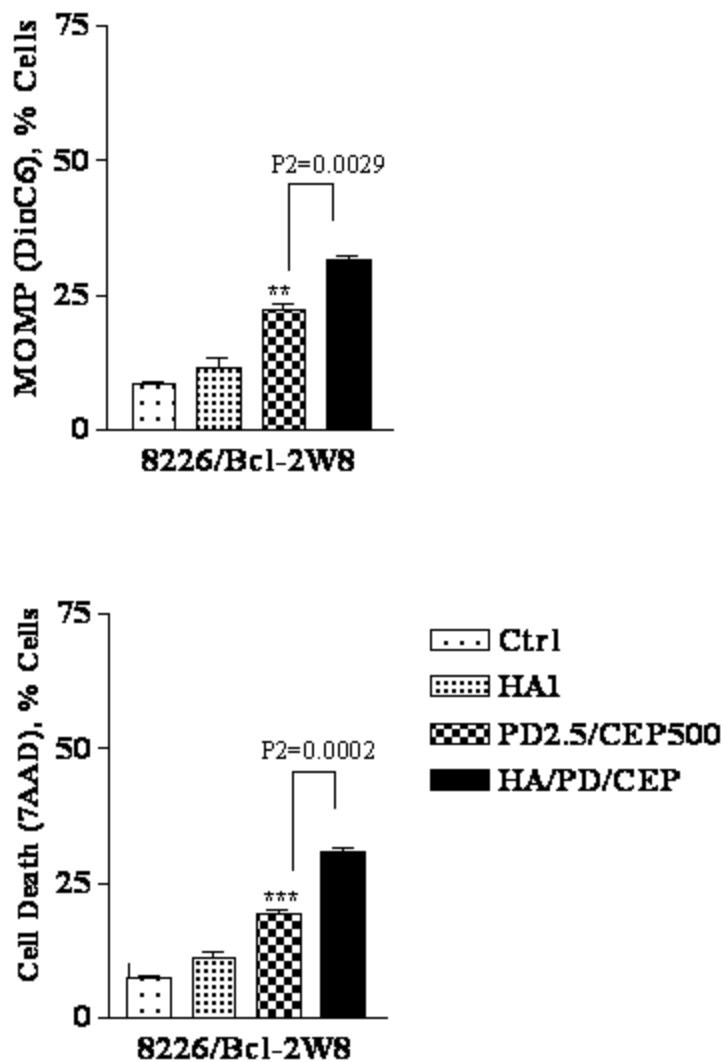 MOMP (DioC6), % Cells
75
50
25
0
P2=0.0029
**
8226/Bcl-2W8
Cell Death (7AAD), % Cells
75
50
25
0
P2=0.0002
***
8226/Bcl-2W8
Ctrl
HA1
PD2.5/CEP500
HA/PD/CEP